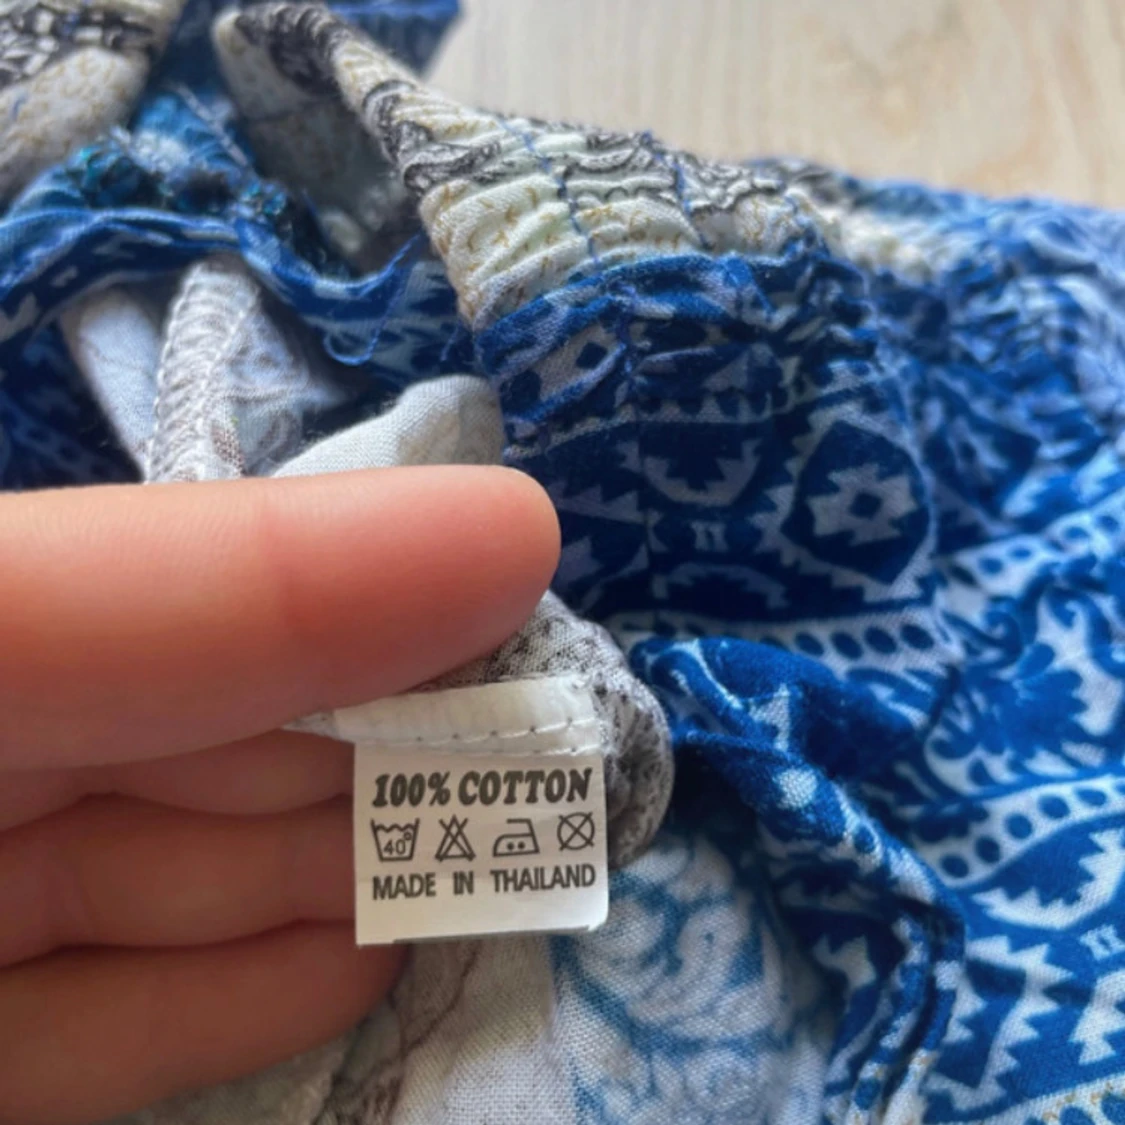 100% COTTON
40°
MADE IN THAILAND